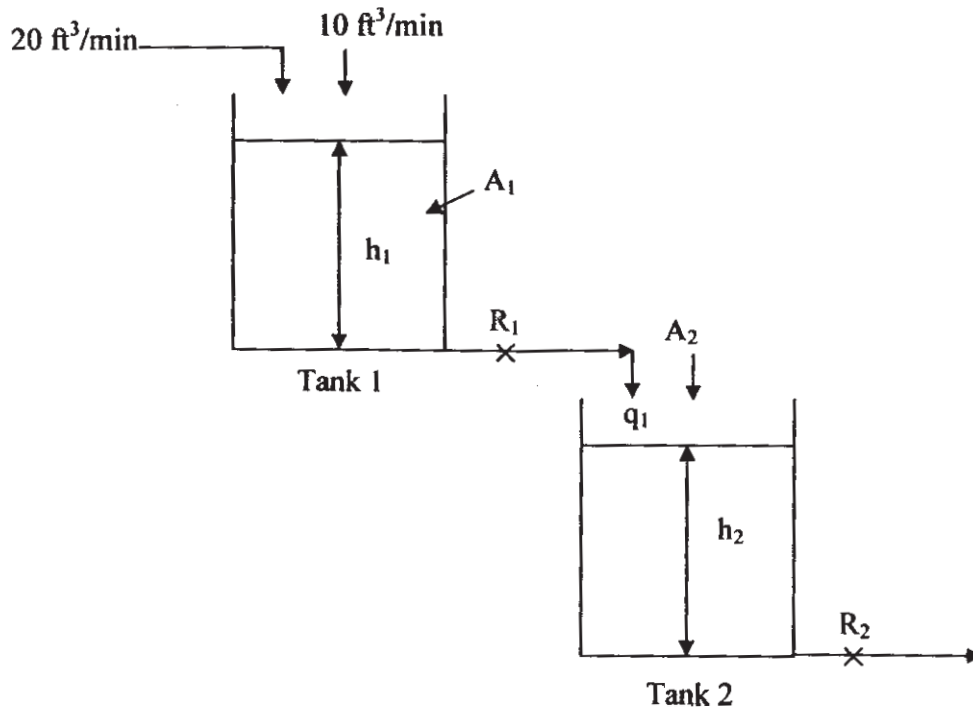 10 ft³/min
20 ft³/min
A₁
h₁
R₁
A₂
Tank 1
q₁
h₂
R₂
Tank 2